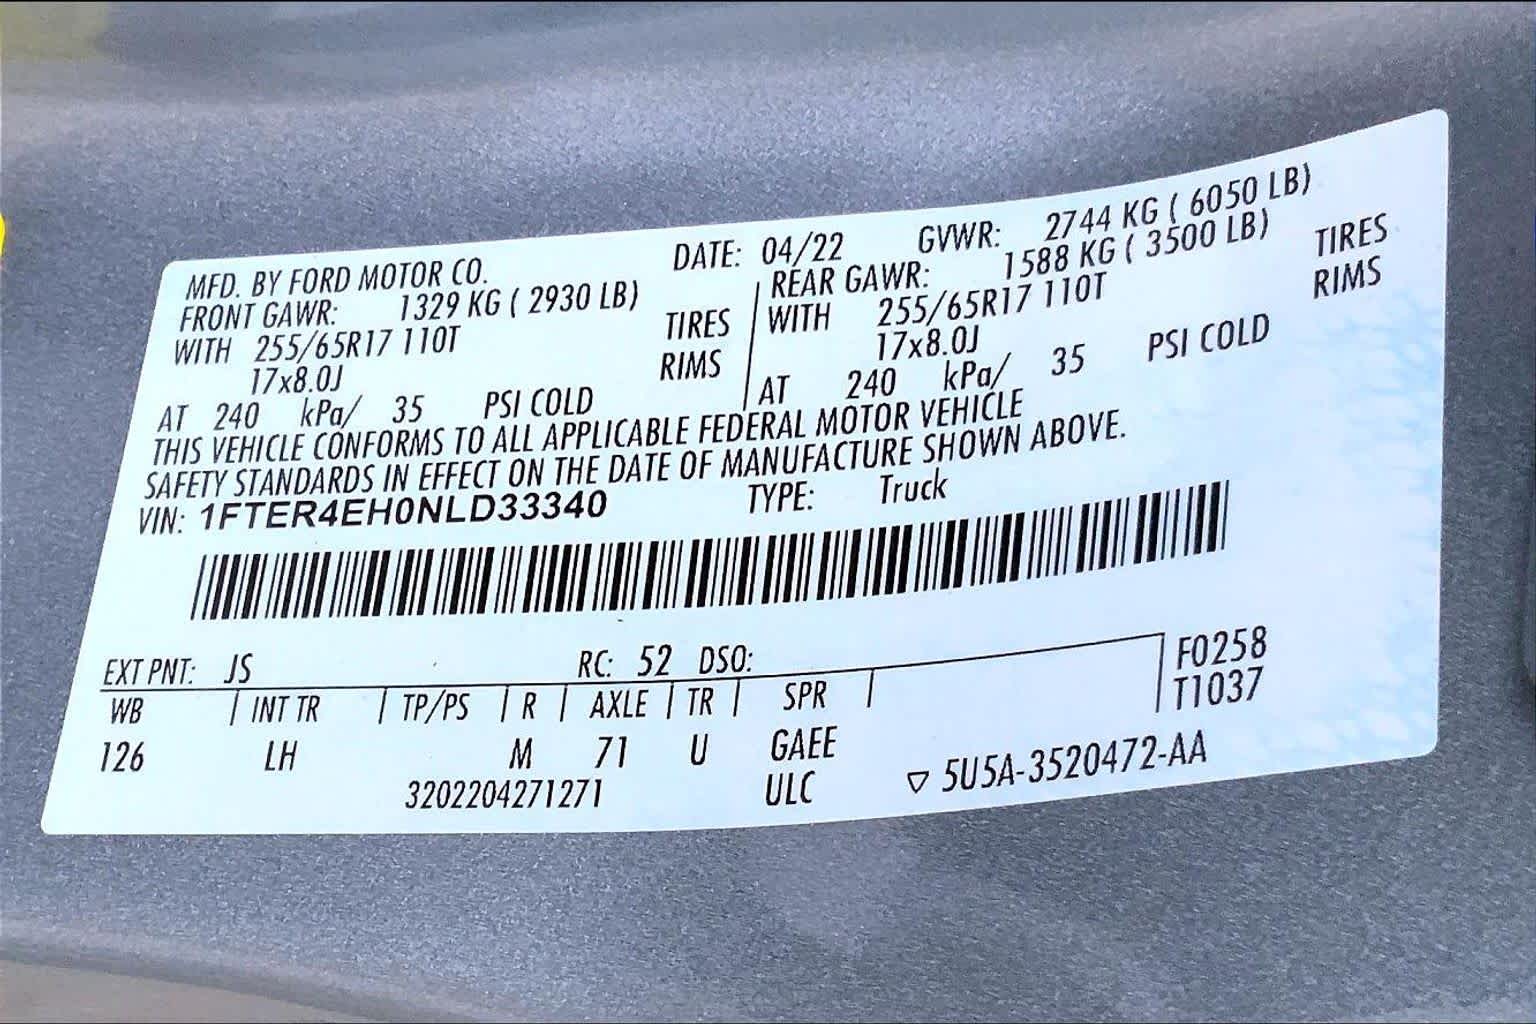 MFD. BY FORD MOTOR CO. DATE: 04/22 GVWR: 2744 KG ( 6050 LB)
FRONT GAWR: 1329 KG ( 2930 LB) REAR GAWR: 1588 KG ( 3500 LB)
WITH 255/65R17 110T TIRES WITH 255/65R17 110T TIRES
17x8.0J RIMS 17x8.0J RIMS
AT 240 kPa/ 35 PSI COLD AT 240 kPa/ 35 PSI COLD
THIS VEHICLE CONFORMS TO ALL APPLICABLE FEDERAL MOTOR VEHICLE
SAFETY STANDARDS IN EFFECT ON THE DATE OF MANUFACTURE SHOWN ABOVE.
VIN: 1FTER4EH0NLD33340 TYPE: Truck
EXT PNT: JS RC: 52 DSO: F0258
WB INT TR TP/PS R AXLE TR SPR T1037
126 LH M 71 U GAEE
3202204271271 ULC ▽ 5U5A-3520472-AA